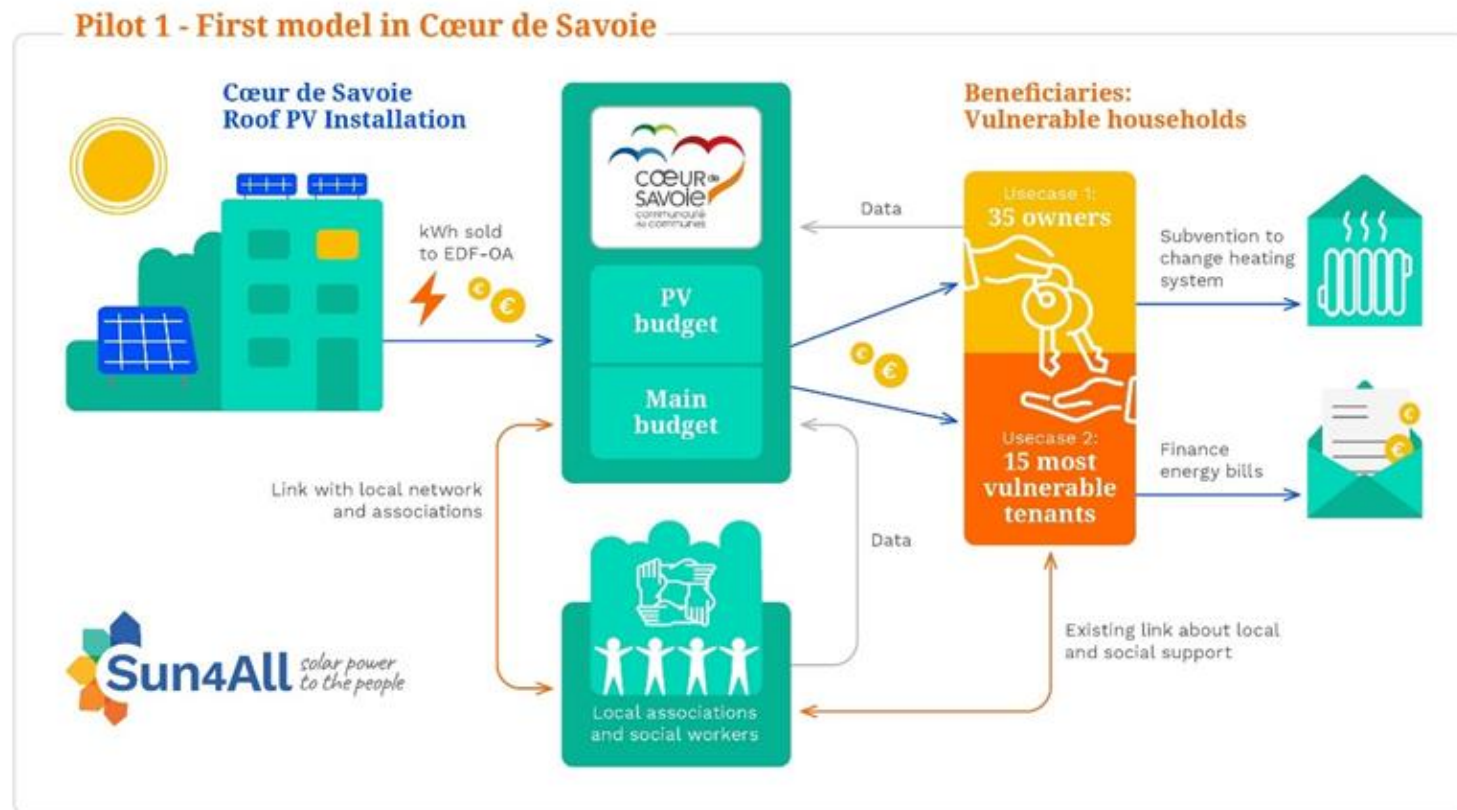 Pilot 1 - First model in Cœur de Savoie
Cœur de Savoie
Roof PV Installation
kWh sold
to EDF-OA
€
€
CŒUR de
SAVOIE
communauté
de communes
PV
budget
Main
budget
Data
€
€
Beneficiaries:
Vulnerable households
Usecase 1:
35 owners
Usecase 2:
15 most
vulnerable
tenants
Subvention to
change heating
system
Finance
energy bills
€
€
Link with local network
and associations
Data
Local associations
and social workers
Existing link about local
and social support
Sun4All solar power
to the people